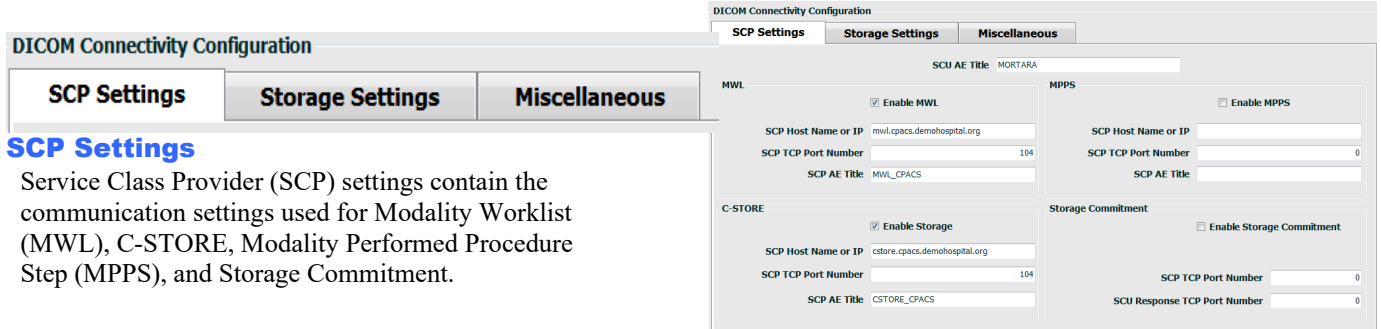 DICOM Connectivity Configuration
SCP Settings Storage Settings Miscellaneous
SCP Settings
Service Class Provider (SCP) settings contain the
communication settings used for Modality Worklist
(MWL), C-STORE, Modality Performed Procedure
Step (MPPS), and Storage Commitment.
DICOM Connectivity Configuration
SCP Settings Storage Settings Miscellaneous
SCU AE Title MORTARA
MWL
Enable MWL
SCP Host Name or IP mwl.cpacs.demohospital.org
SCP TCP Port Number 104
SCP AE Title MWL_CPACS
MPPS
Enable MPPS
SCP Host Name or IP
SCP TCP Port Number 0
SCP AE Title
C-STORE
Enable Storage
SCP Host Name or IP cstore.cpacs.demohospital.org
SCP TCP Port Number 104
SCP AE Title CSTORE_CPACS
Storage Commitment
Enable Storage Commitment
SCP TCP Port Number 0
SCU Response TCP Port Number 0